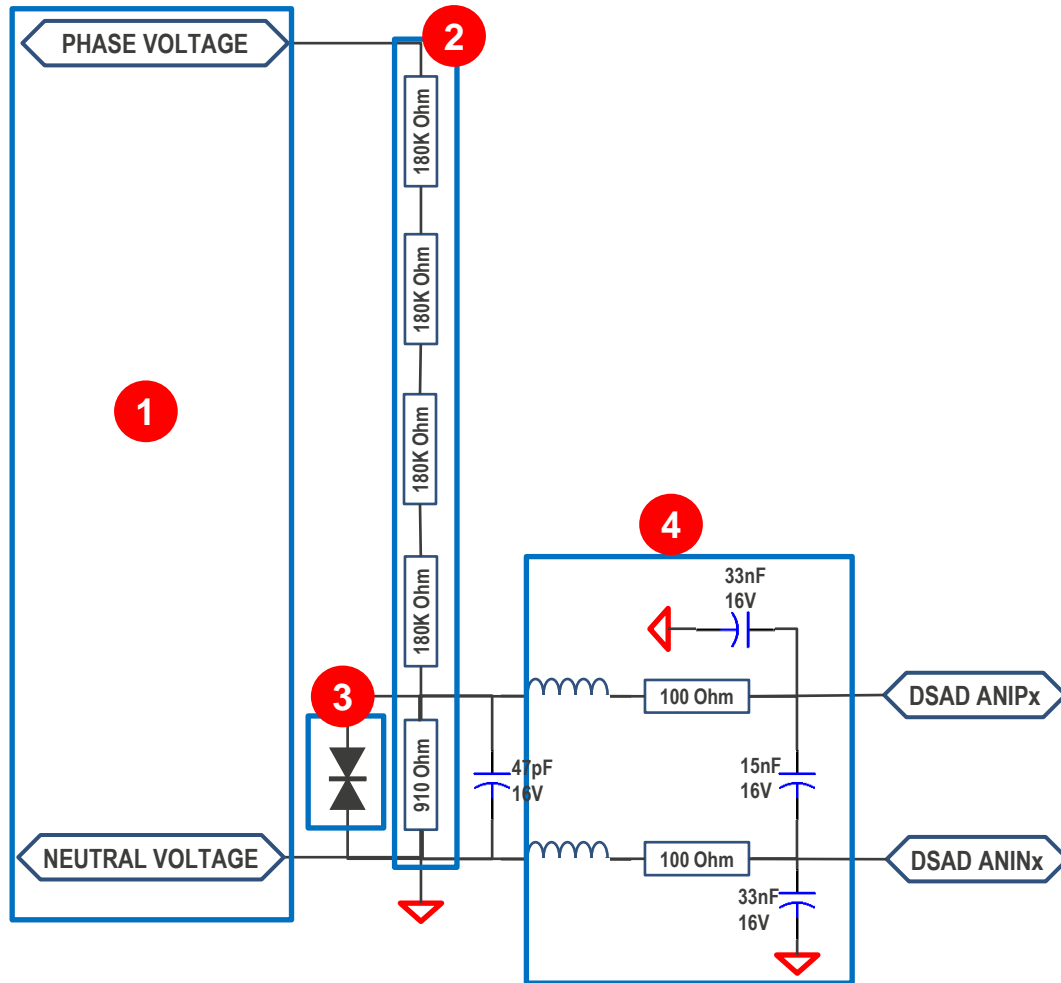 PHASE VOLTAGE
2
180K Ohm
180K Ohm
1
180K Ohm
4
180K Ohm
33nF
16V
3
100 Ohm
DSAD ANIPx
910 Ohm
47pF
16V
15nF
16V
NEUTRAL VOLTAGE
100 Ohm
DSAD ANINx
33nF
16V